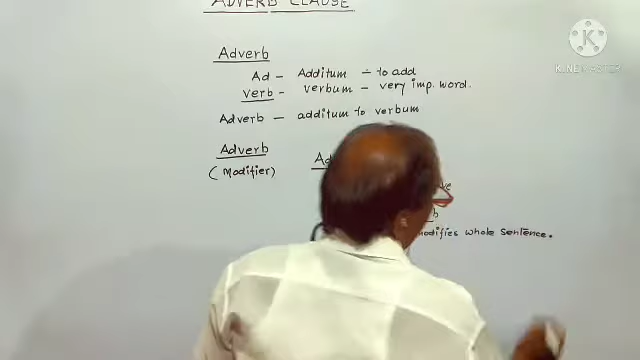 ADVERB CLAUSE
K
KINEMASTER
Adverb
Ad - Additum - to add
verb - verbum - very imp. word.
Adverb - additum to verbum
Adverb
(Modifier)
modifies whole sentence.